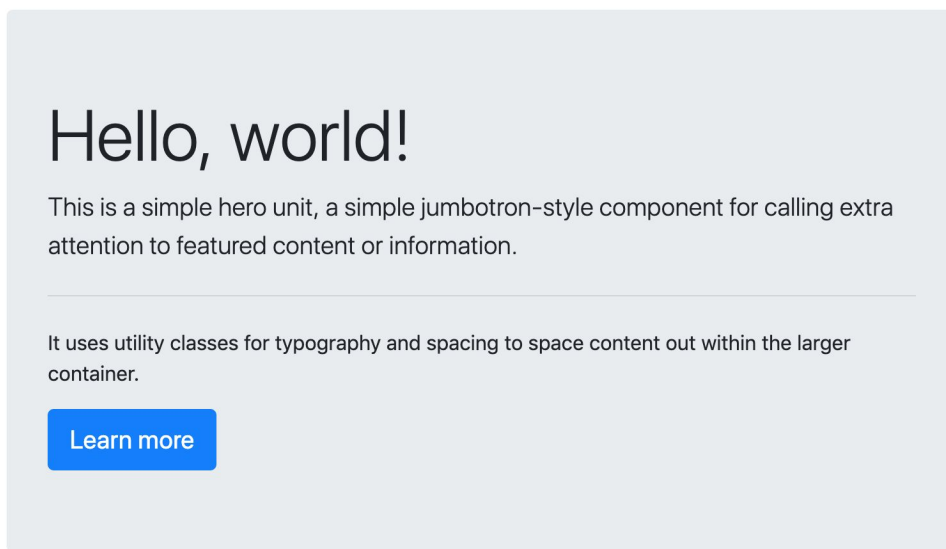 Hello, world!
This is a simple hero unit, a simple jumbotron-style component for calling extra
attention to featured content or information.
It uses utility classes for typography and spacing to space content out within the larger
container.
Learn more